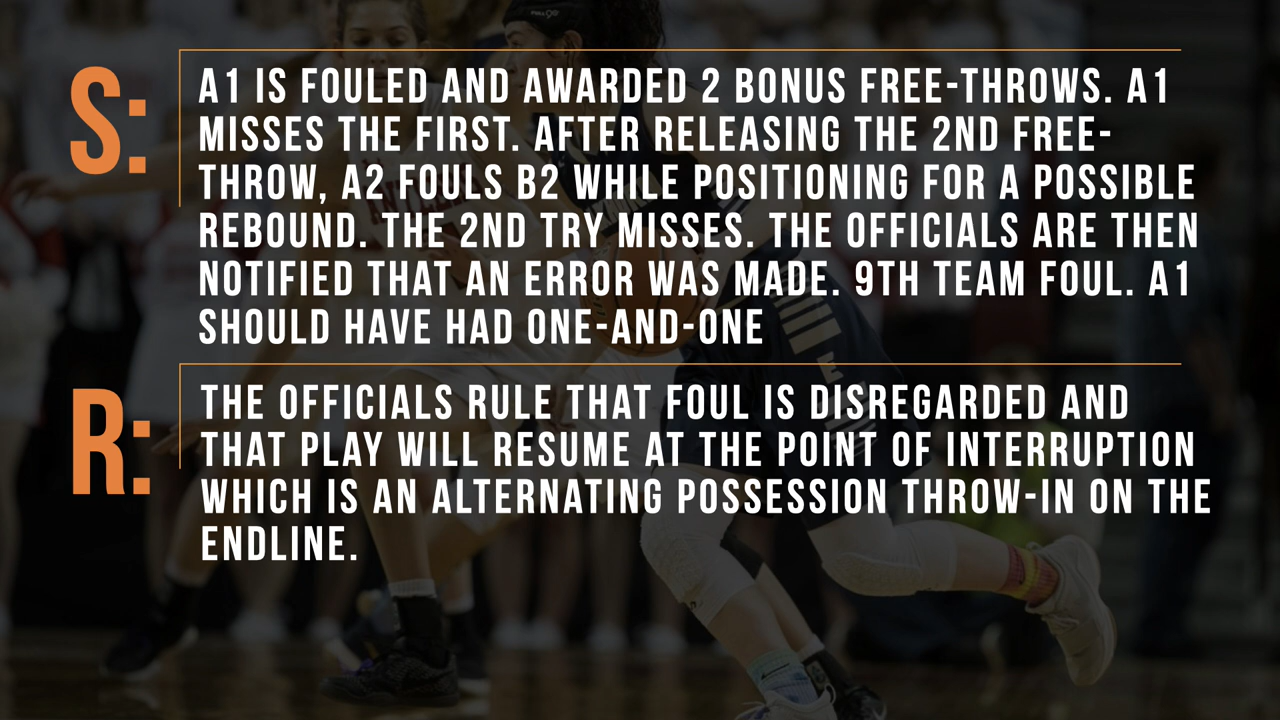 S:
A1 IS FOULED AND AWARDED 2 BONUS FREE-THROWS. A1
MISSES THE FIRST. AFTER RELEASING THE 2ND FREE-
THROW, A2 FOULS B2 WHILE POSITIONING FOR A POSSIBLE
REBOUND. THE 2ND TRY MISSES. THE OFFICIALS ARE THEN
NOTIFIED THAT AN ERROR WAS MADE. 9TH TEAM FOUL. A1
SHOULD HAVE HAD ONE-AND-ONE
R:
THE OFFICIALS RULE THAT FOUL IS DISREGARDED AND
THAT PLAY WILL RESUME AT THE POINT OF INTERRUPTION
WHICH IS AN ALTERNATING POSSESSION THROW-IN ON THE
ENDLINE.